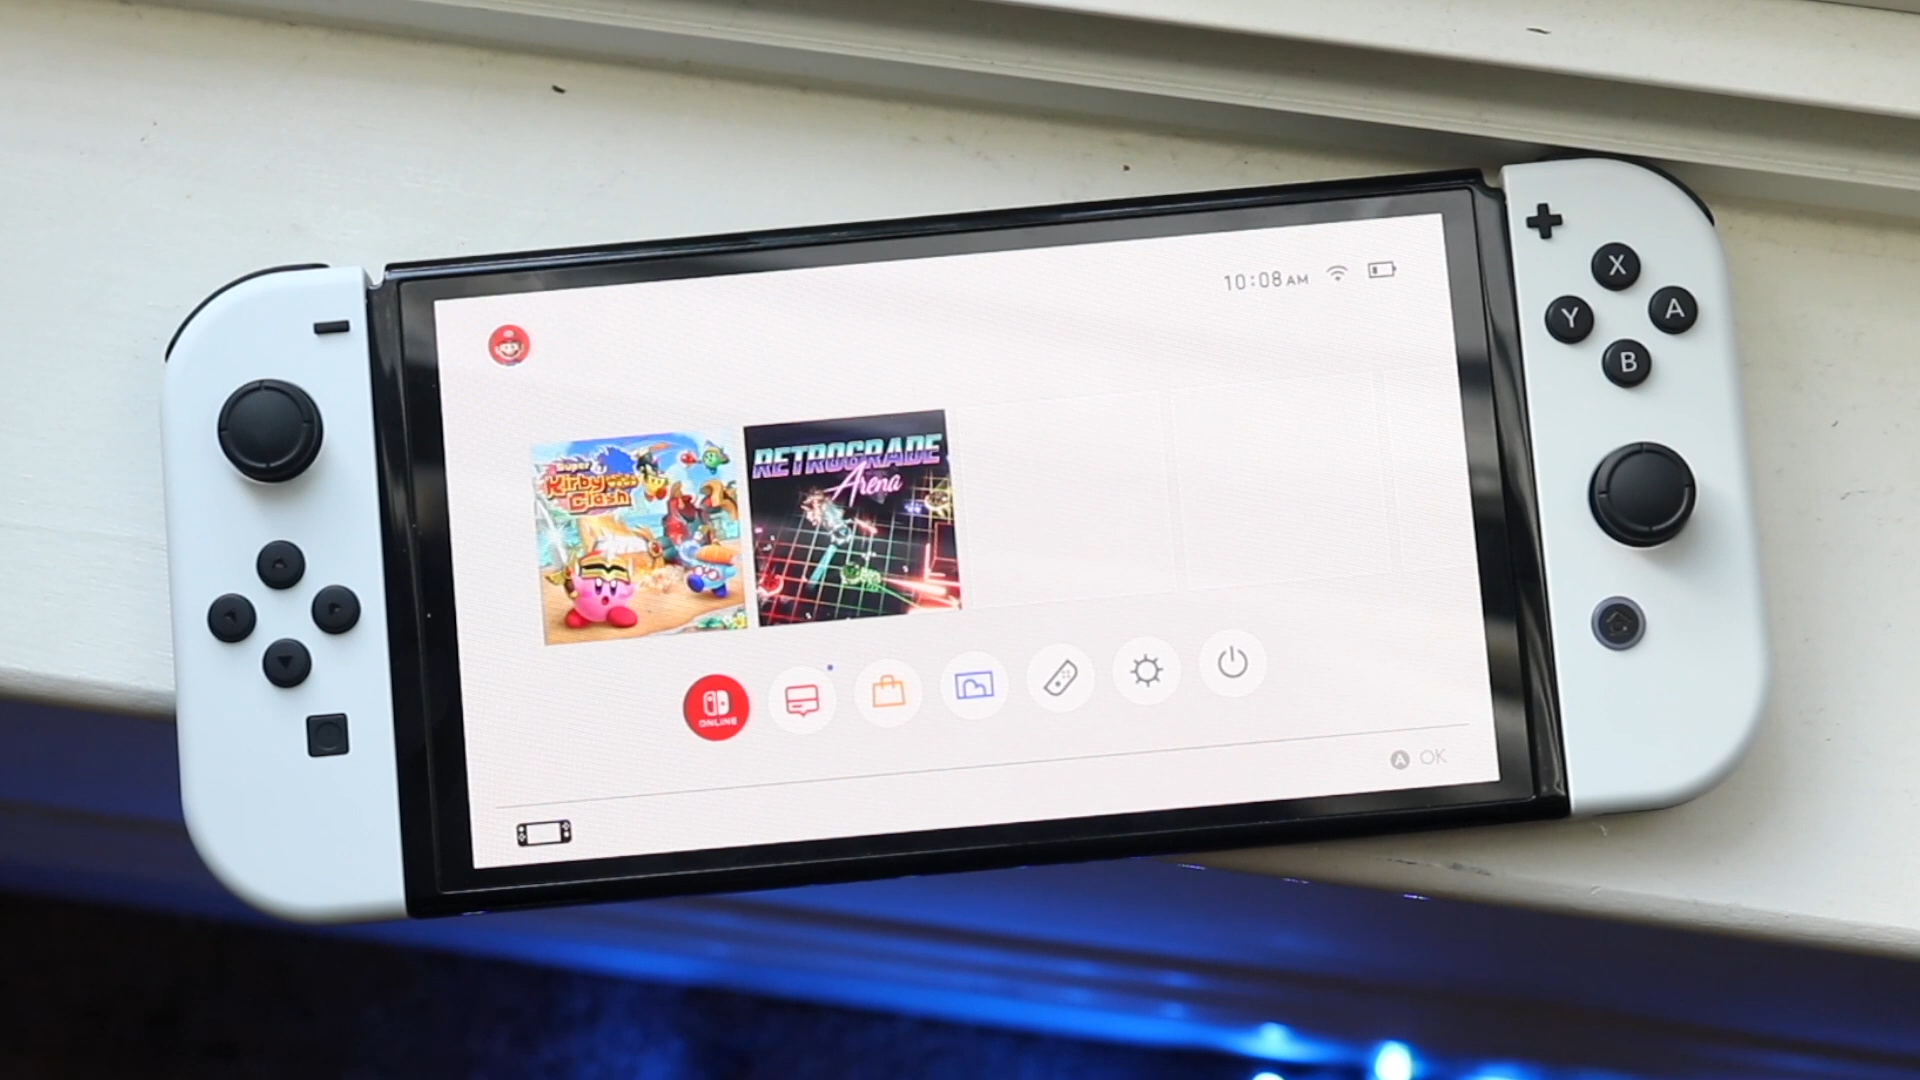 10:08 AM
Super
Kirby
Clash
RETROGRADE
Arena
ONLINE
A OK
X
Y
A
B